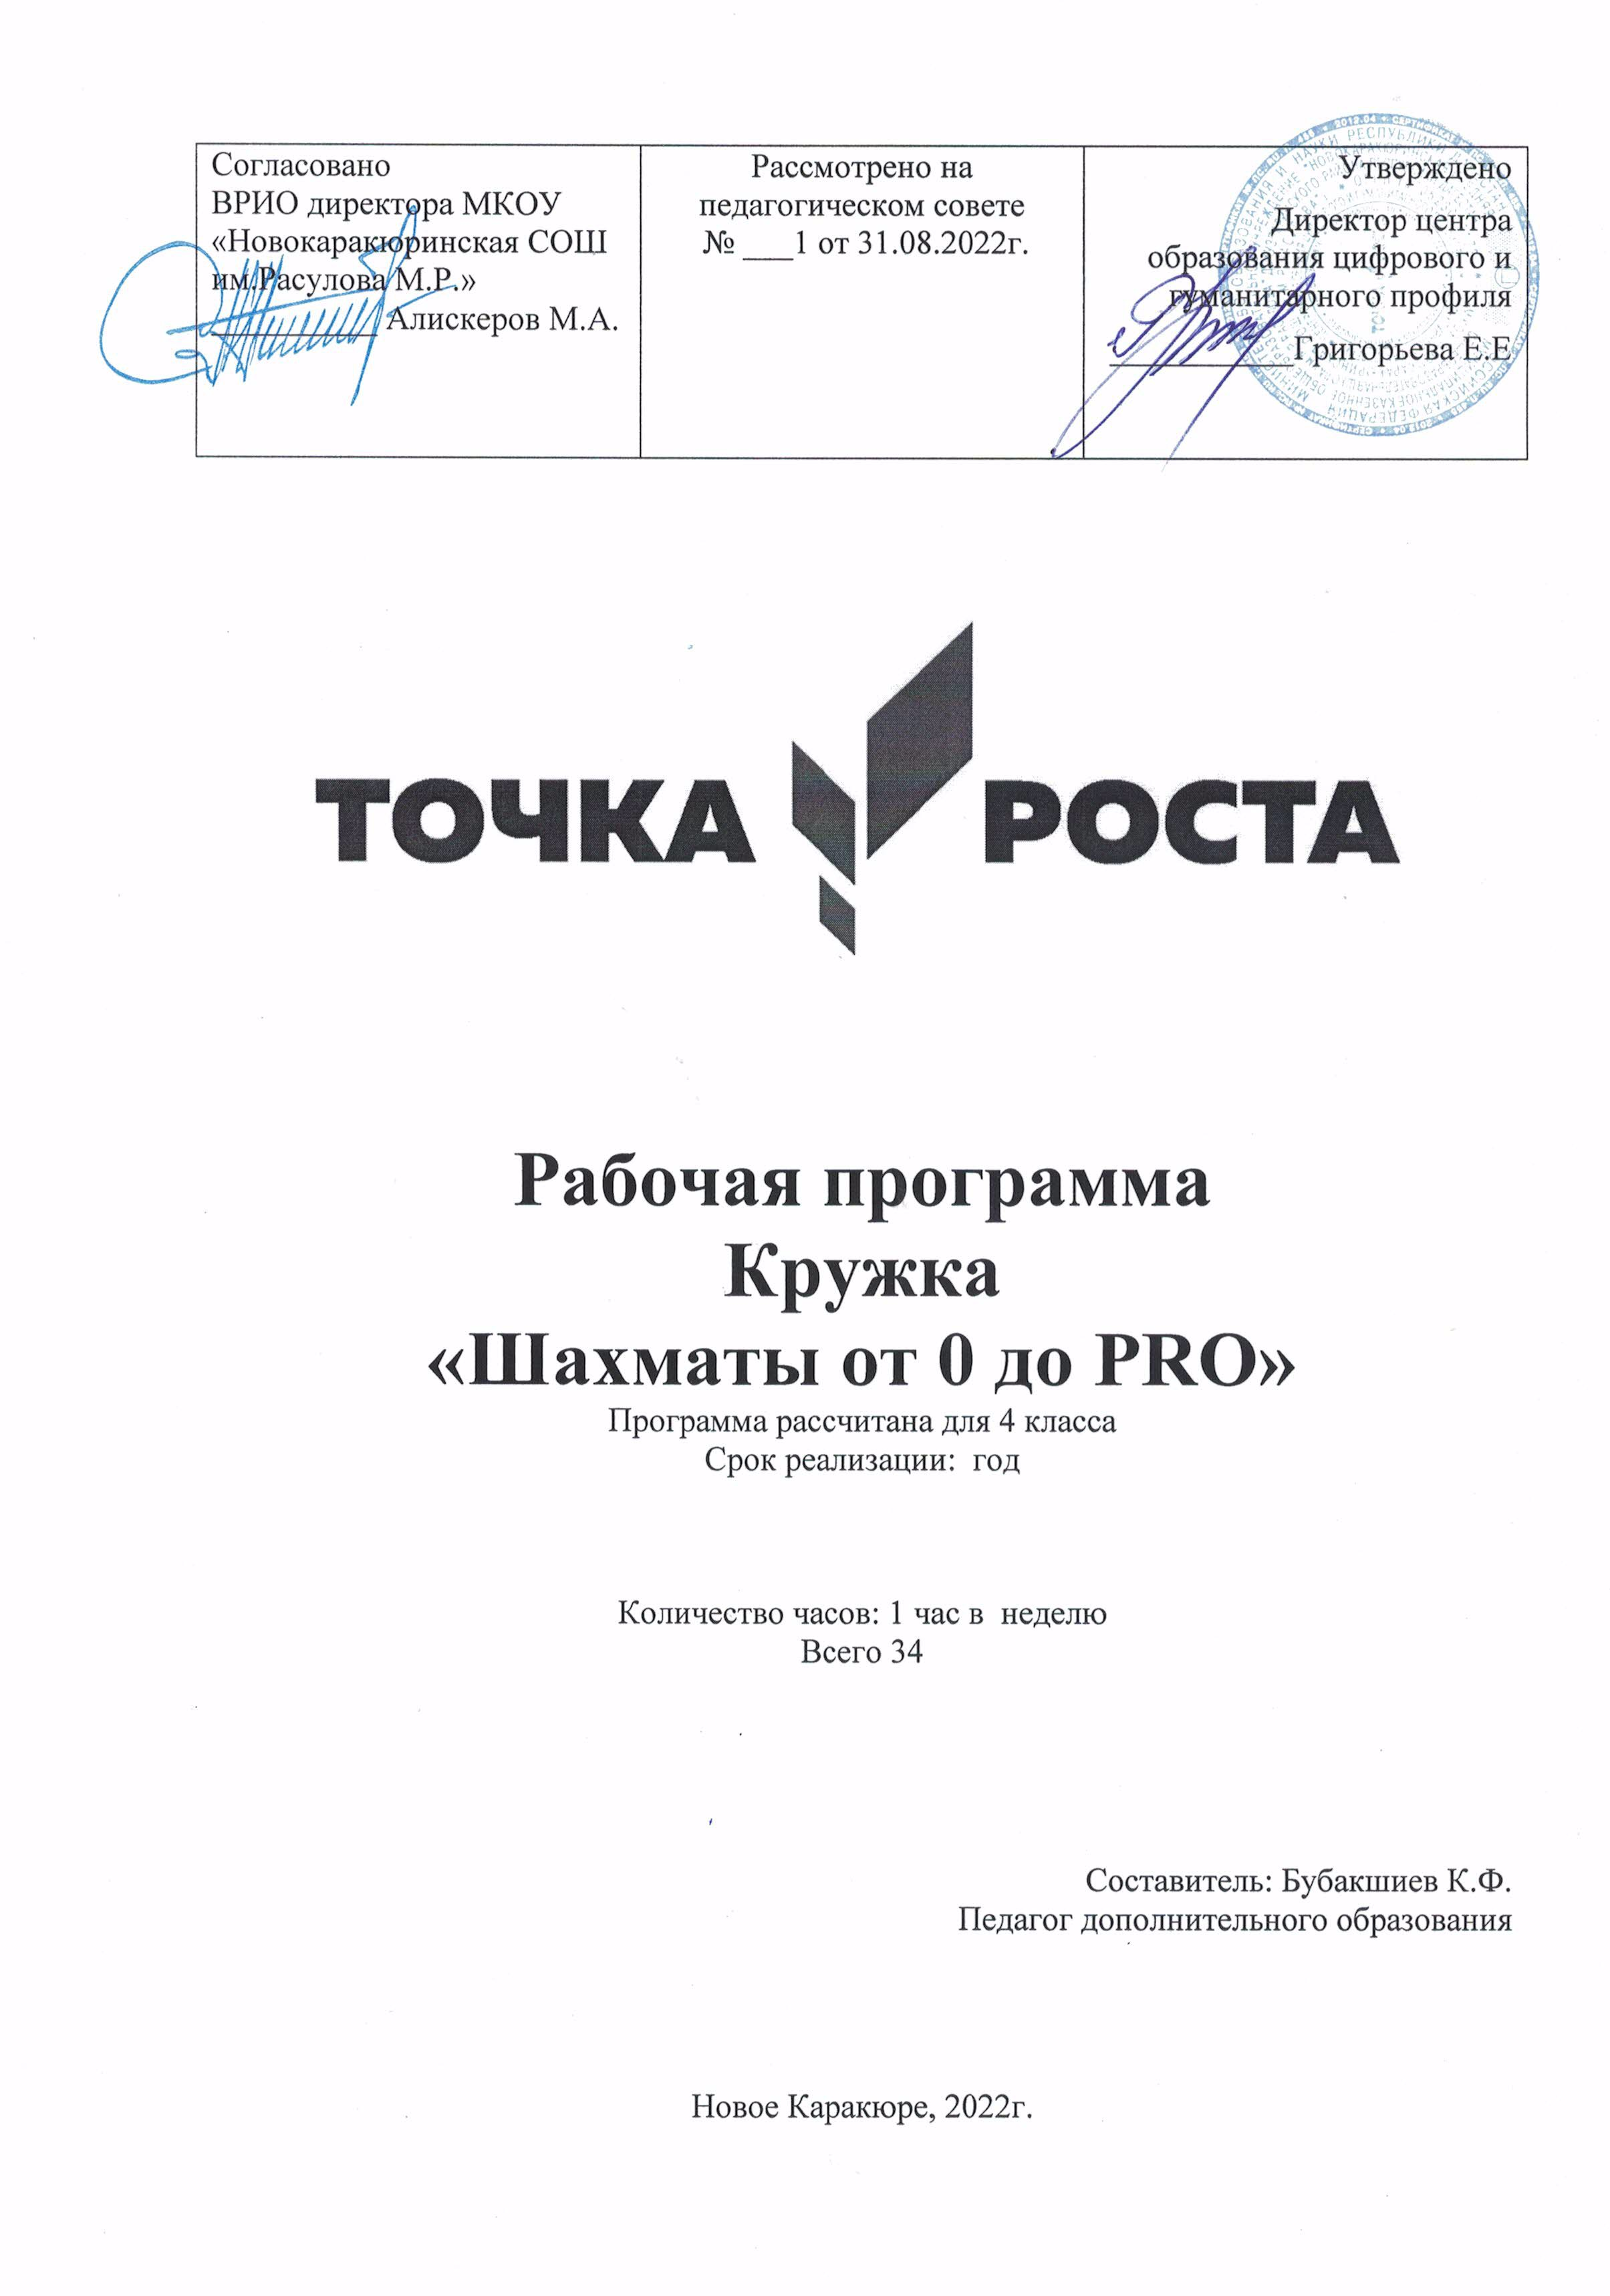 Согласовано
ВРИО директора МКОУ
«Новокаракюринская СОШ
им.Расулова М.Р.»
__________ Алискеров М.А.
Рассмотрено на
педагогическом совете
№ ___1 от 31.08.2022г.
Утверждено
Директор центра
образования цифрового и
гуманитарного профиля
___________ Григорьева Е.Е
ТОЧКА РОСТА
Рабочая программа
Кружка
«Шахматы от 0 до PRO»
Программа рассчитана для 4 класса
Срок реализации:  год
Количество часов: 1 час в  неделю
Всего 34
Составитель: Бубакшиев К.Ф.
Педагог дополнительного образования
Новое Каракюре, 2022г.